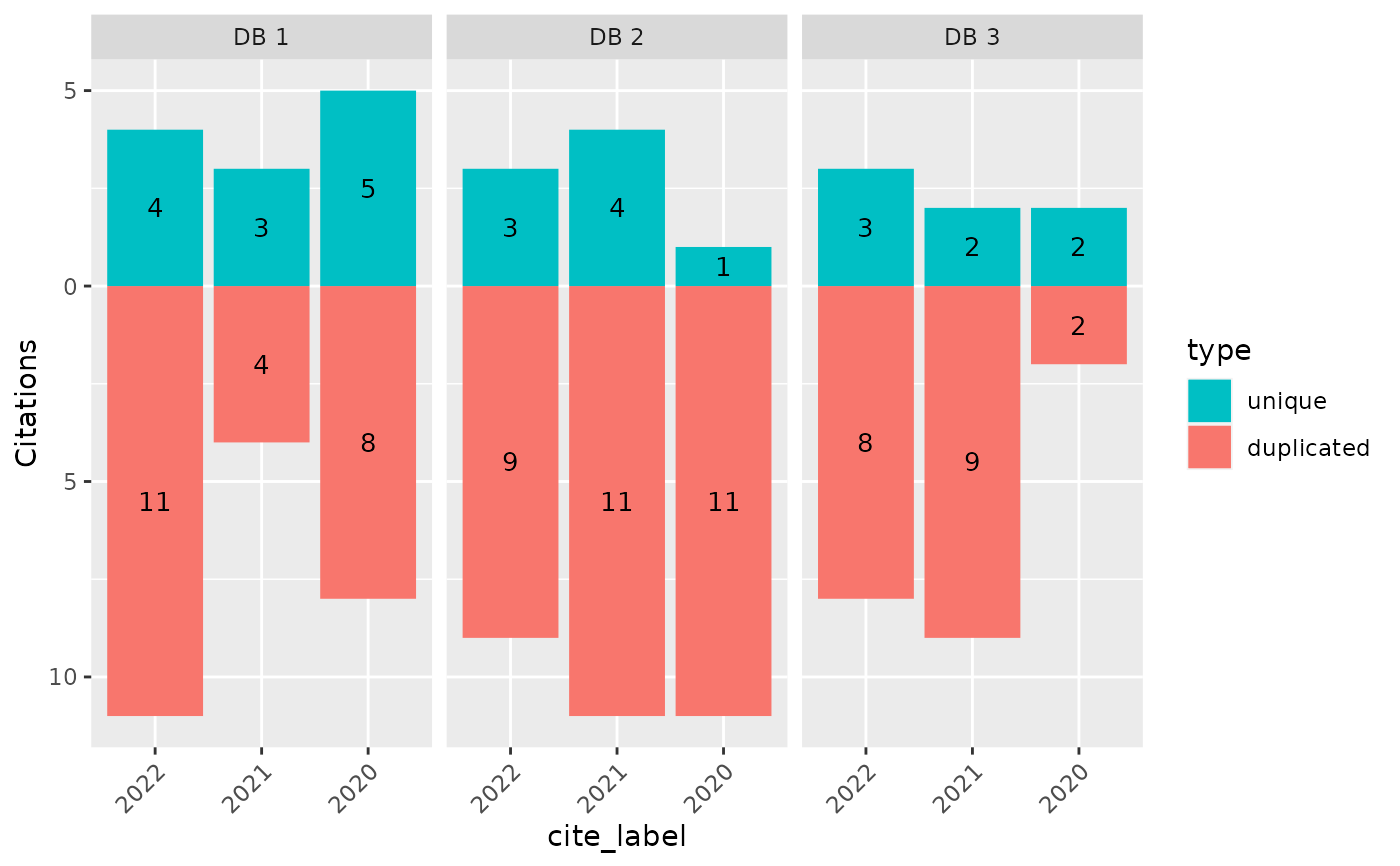 DB 1 DB 2 DB 3
5
4 3 5 3 4 1 3 2 2
0
11 4 8 9 11 11 8 9 2
5
10
Citations
2022 2021 2020 2022 2021 2020 2022 2021 2020
cite_label
type
unique
duplicated